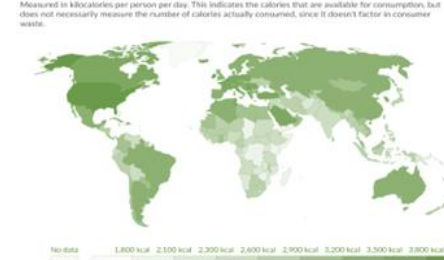 Measured in kilocalories per person per day. This indicates the calories that are available for consumption, but
does not necessarily measure the number of calories actually consumed, since it doesn't factor in consumer
waste.
No data 1,800 kcal 2,100 kcal 2,300 kcal 2,600 kcal 2,900 kcal 3,200 kcal 3,500 kcal 3,800 kcal